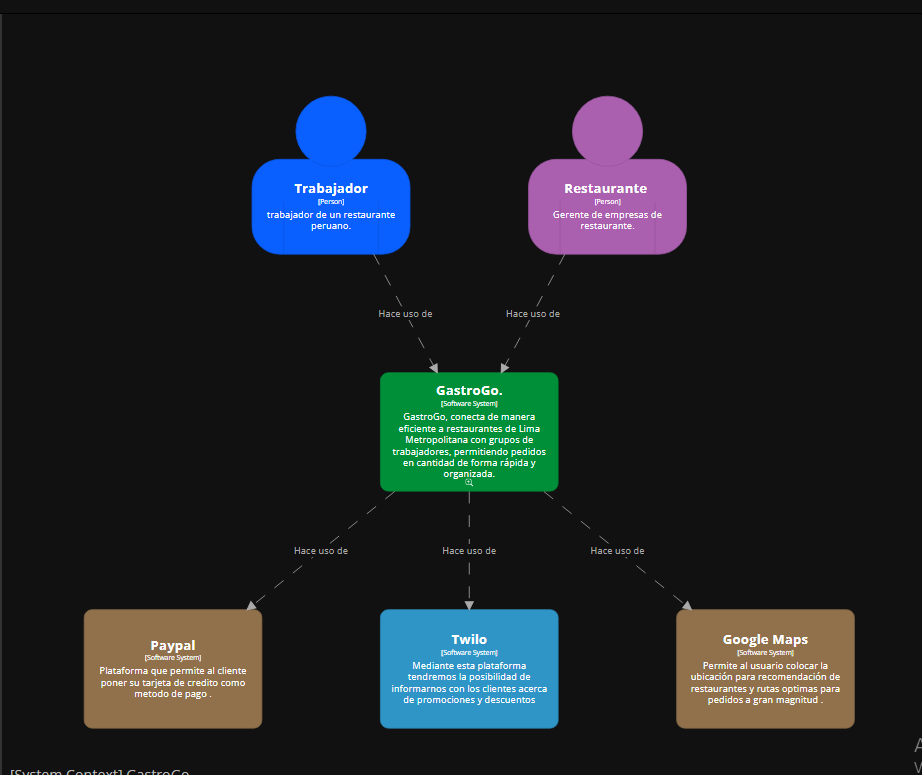 Trabajador
[Person]
trabajador de un restaurante
peruano.
Restaurante
[Person]
Gerente de empresas de
restaurante.
Hace uso de
Hace uso de
GastroGo.
[Software System]
GastroGo, conecta de manera
eficiente a restaurantes de Lima
Metropolitana con grupos de
trabajadores, permitiendo pedidos
en cantidad de forma rápida y
organizada.
Hace uso de
Hace uso de
Hace uso de
Paypal
[Software System]
Plataforma que permite al cliente
poner su tarjeta de credito como
metodo de pago .
Twilo
[Software System]
Mediante esta plataforma
tendremos la posibilidad de
informarnos con los clientes acerca
de promociones y descuentos
Google Maps
[Software System]
Permite al usuario colocar la
ubicación para recomendación de
restaurantes y rutas optimas para
pedidos a gran magnitud .
[System Context] GastroGo